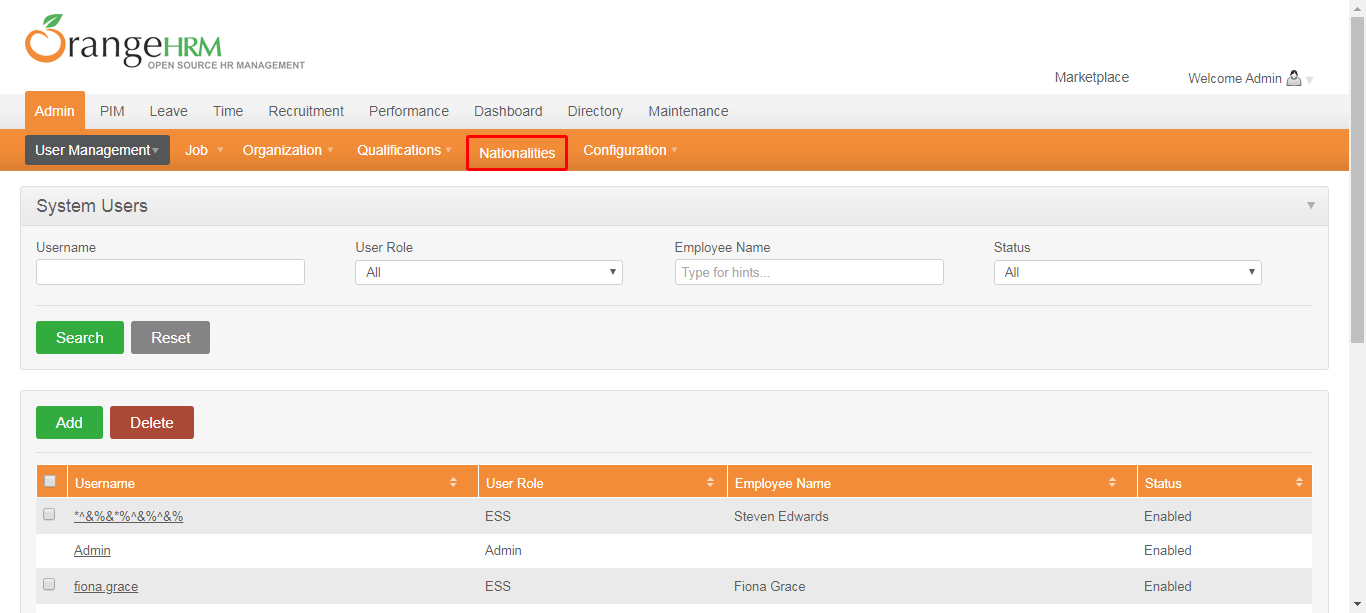 OrangeHRM
OPEN SOURCE HR MANAGEMENT
Marketplace Welcome Admin
Admin PIM Leave Time Recruitment Performance Dashboard Directory Maintenance
User Management Job Organization Qualifications Nationalities Configuration
System Users
Username User Role Employee Name Status
All Type for hints... All
Search Reset
Add Delete
Username User Role Employee Name Status
*^&%&*%^&%^&% ESS Steven Edwards Enabled
Admin Admin Enabled
fiona.grace ESS Fiona Grace Enabled